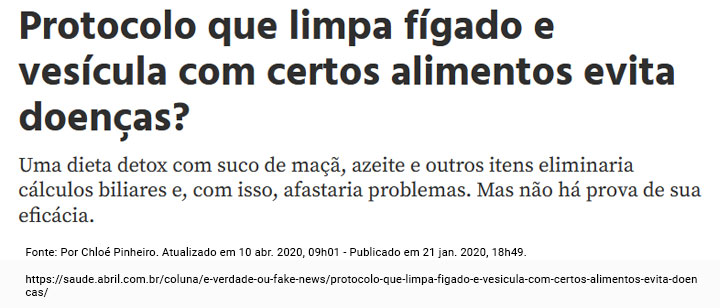 Protocolo que limpa fígado e
vesícula com certos alimentos evita
doenças?
Uma dieta detox com suco de maçã, azeite e outros itens eliminaria
cálculos biliares e, com isso, afastaria problemas. Mas não há prova de sua
eficácia.
Fonte: Por Chloé Pinheiro. Atualizado em 10 abr. 2020, 09h01 - Publicado em 21 jan. 2020, 18h49.
https://saude.abril.com.br/coluna/e-verdade-ou-fake-news/protocolo-que-limpa-figado-e-vesicula-com-certos-alimentos-evita-doen
cas/